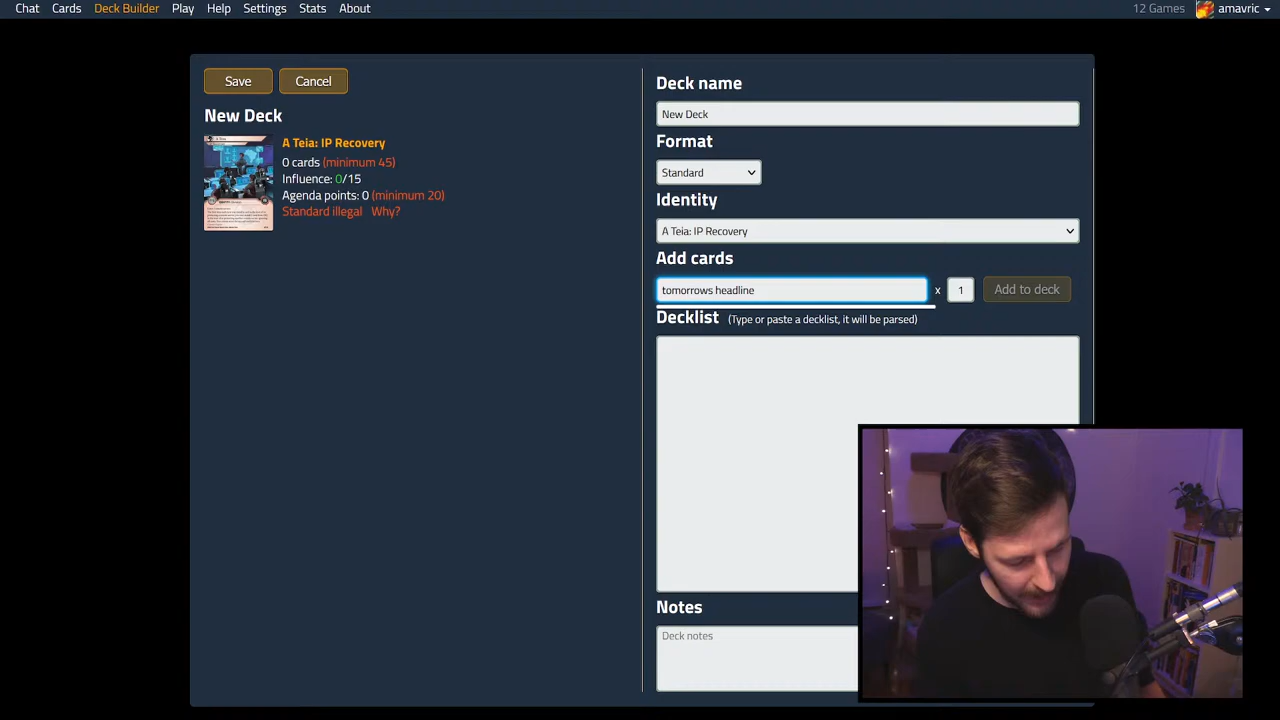 Chat Cards Deck Builder Play Help Settings Stats About 12 Games amavric
Save Cancel
New Deck
A Teia: IP Recovery
0 cards (minimum 45)
Influence: 0/15
Agenda points: 0 (minimum 20)
Standard illegal Why?
Deck name
New Deck
Format
Standard
Identity
A Teia: IP Recovery
Add cards
tomorrows headline x 1 Add to deck
Decklist (Type or paste a decklist, it will be parsed)
Notes
Deck notes